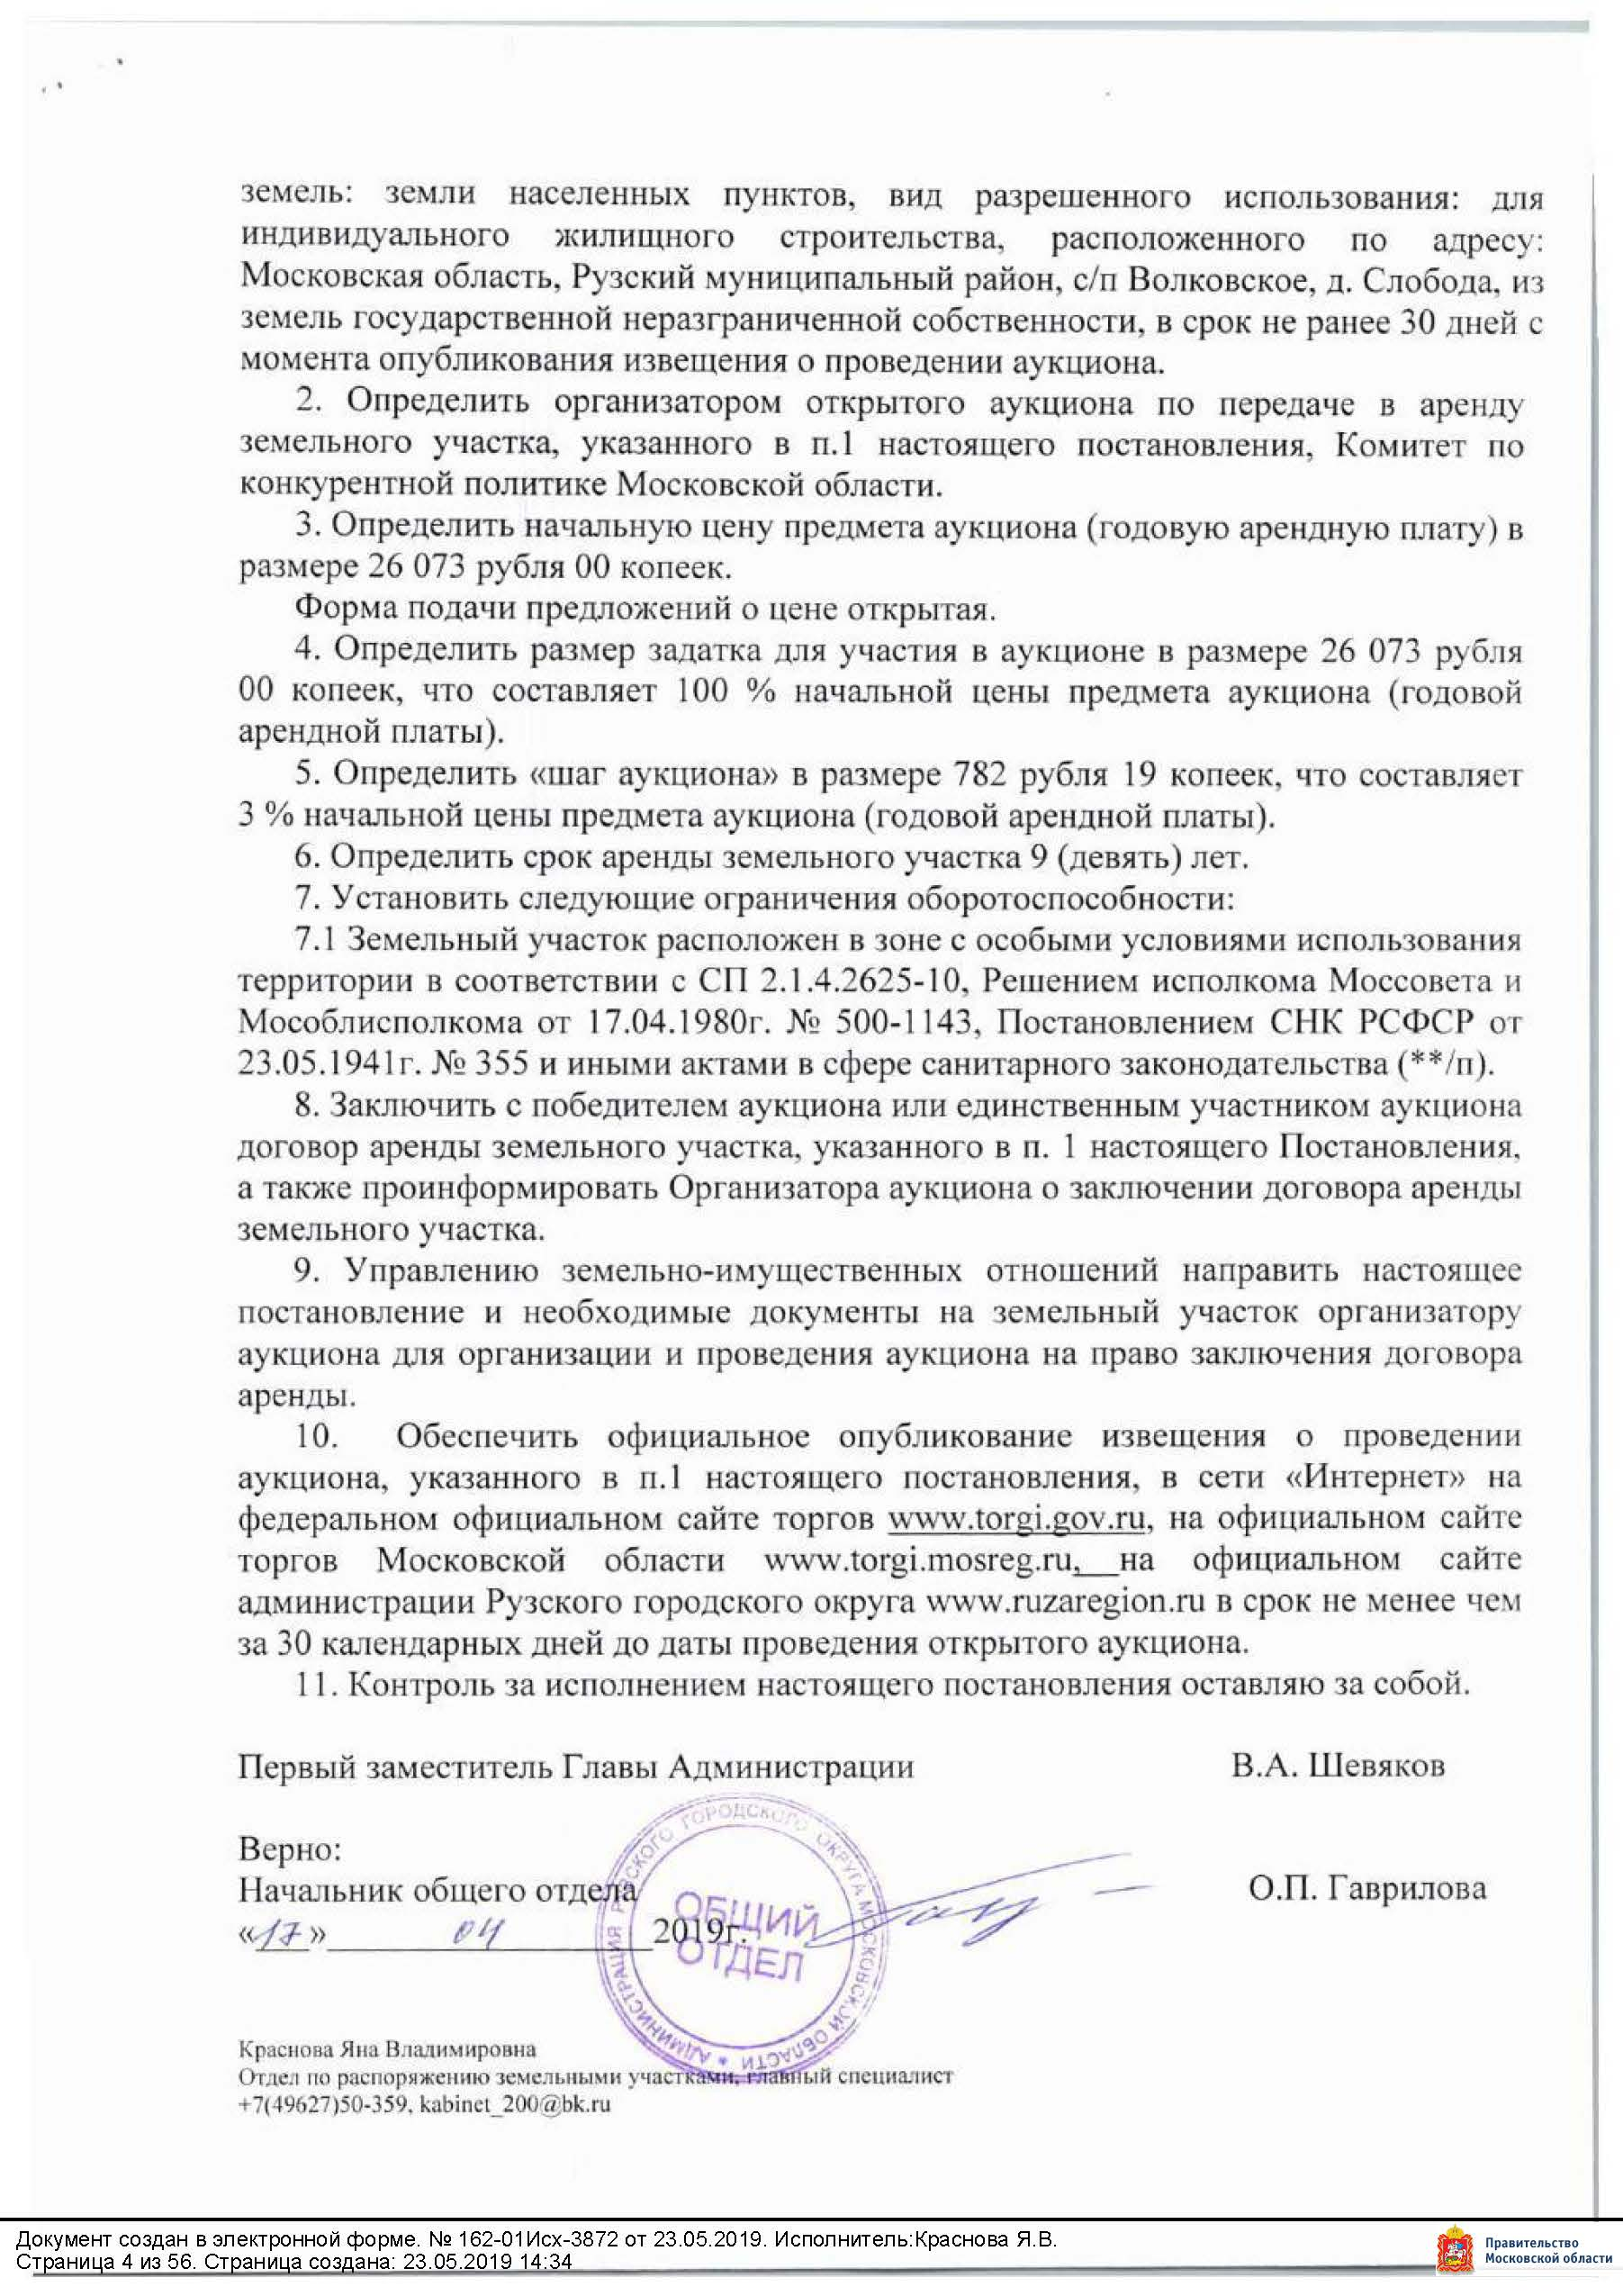 земель: земли населенных пунктов, вид разрешенного использования: для
индивидуального жилищного строительства, расположенного по адресу:
Московская область, Рузский муниципальный район, с/п Волковское, д. Слобода, из
земель государственной неразграниченной собственности, в срок не ранее 30 дней с
момента опубликования извещения о проведении аукциона.
2. Определить организатором открытого аукциона по передаче в аренду
земельного участка, указанного в п.1 настоящего постановления, Комитет по
конкурентной политике Московской области.
3. Определить начальную цену предмета аукциона (годовую арендную плату) в
размере 26 073 рубля 00 копеек.
Форма подачи предложений о цене открытая.
4. Определить размер задатка для участия в аукционе в размере 26 073 рубля
00 копеек, что составляет 100 % начальной цены предмета аукциона (годовой
арендной платы).
5. Определить «шаг аукциона» в размере 782 рубля 19 копеек, что составляет
3 % начальной цены предмета аукциона (годовой арендной платы).
6. Определить срок аренды земельного участка 9 (девять) лет.
7. Установить следующие ограничения оборотоспособности:
7.1 Земельный участок расположен в зоне с особыми условиями использования
территории в соответствии с СП 2.1.4.2625-10, Решением исполкома Моссовета и
Мособлисполкома от 17.04.1980г. № 500-1143, Постановлением СНК РСФСР от
23.05.1941г. № 355 и иными актами в сфере санитарного законодательства (**/п).
8. Заключить с победителем аукциона или единственным участником аукциона
договор аренды земельного участка, указанного в п. 1 настоящего Постановления,
а также проинформировать Организатора аукциона о заключении договора аренды
земельного участка.
9. Управлению земельно-имущественных отношений направить настоящее
постановление и необходимые документы на земельный участок организатору
аукциона для организации и проведения аукциона на право заключения договора
аренды.
10. Обеспечить официальное опубликование извещения о проведении
аукциона, указанного в п.1 настоящего постановления, в сети «Интернет» на
федеральном официальном сайте торгов www.torgi.gov.ru, на официальном сайте
торгов Московской области www.torgi.mosreg.ru, на официальном сайте
администрации Рузского городского округа www.ruzaregion.ru в срок не менее чем
за 30 календарных дней до даты проведения открытого аукциона.
11. Контроль за исполнением настоящего постановления оставляю за собой.
Первый заместитель Главы Администрации В.А. Шевяков
Верно:
Начальник общего отдела О.П. Гаврилова
«17» 04 2019г.
АДМИНИСТРАЦИЯ РУЗСКОГО ГОРОДСКОГО ОКРУГА МОСКОВСКОЙ ОБЛАСТИ
ОБЩИЙ
ОТДЕЛ
Краснова Яна Владимировна
Отдел по распоряжению земельными участками, главный специалист
+7(49627)50-359, kabinet_200@bk.ru
Документ создан в электронной форме. № 162-01Исх-3872 от 23.05.2019. Исполнитель:Краснова Я.В.
Страница 4 из 56. Страница создана: 23.05.2019 14:34
Правительство
Московской области